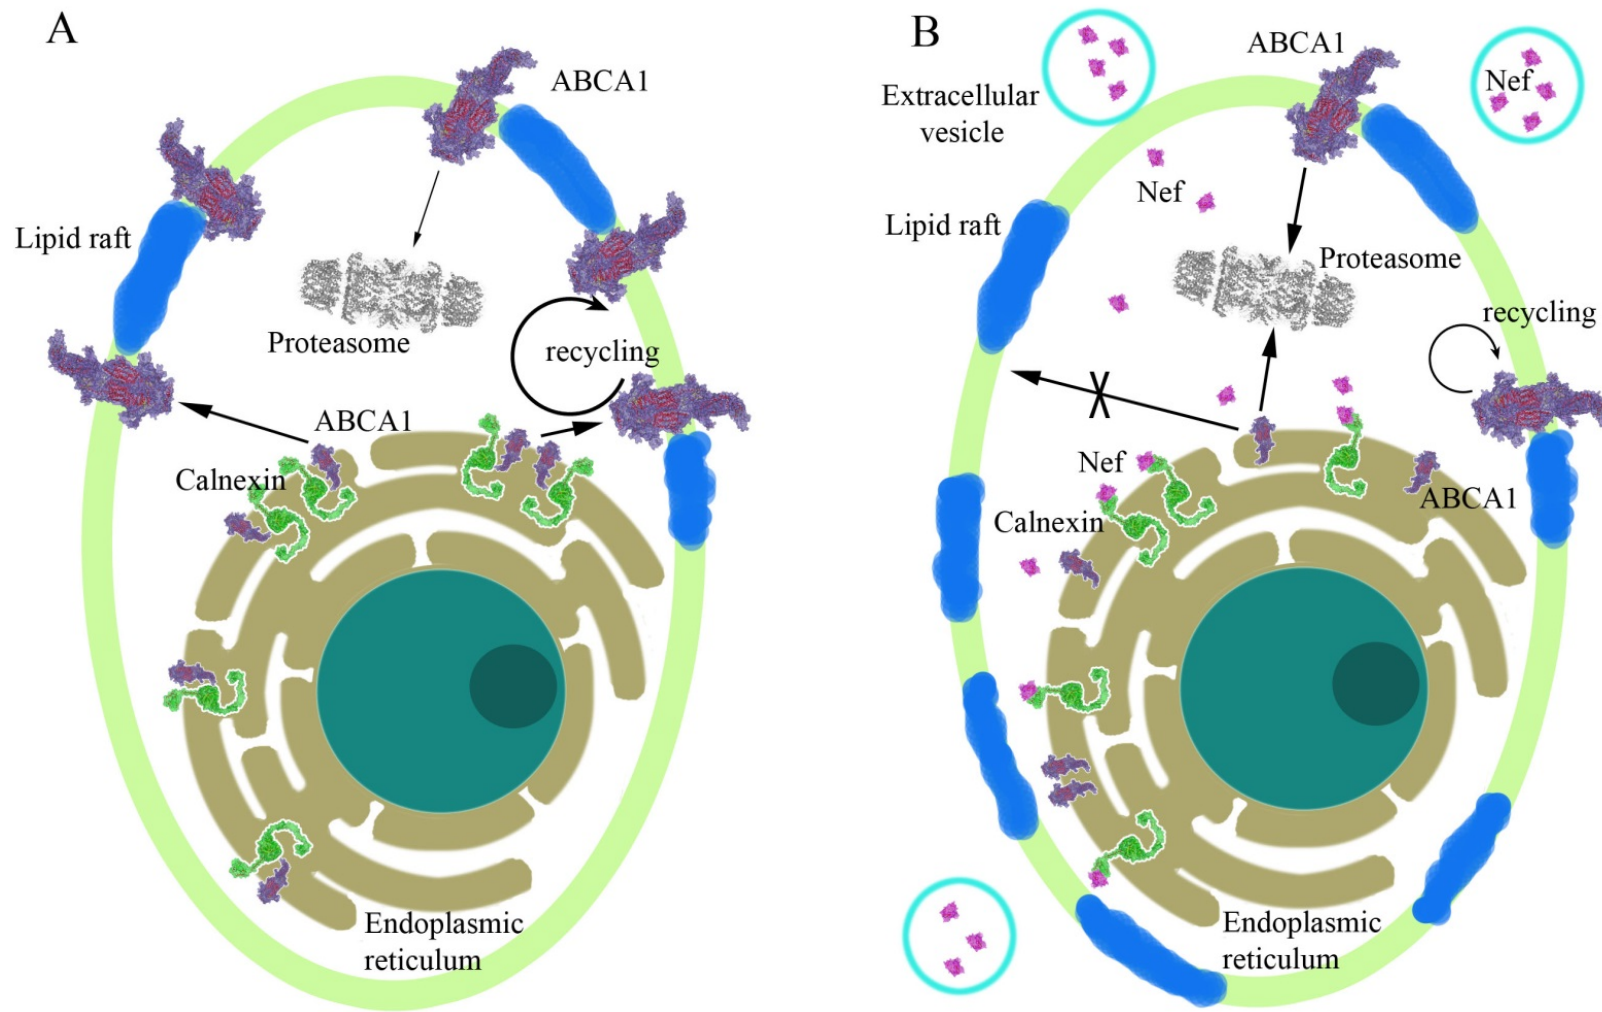 A
ABCA1
Lipid raft
Proteasome
recycling
ABCA1
Calnexin
Endoplasmic
reticulum
B
ABCA1
Extracellular
vesicle
Nef
Nef
Lipid raft
Proteasome
recycling
Nef
ABCA1
Calnexin
Endoplasmic
reticulum
X